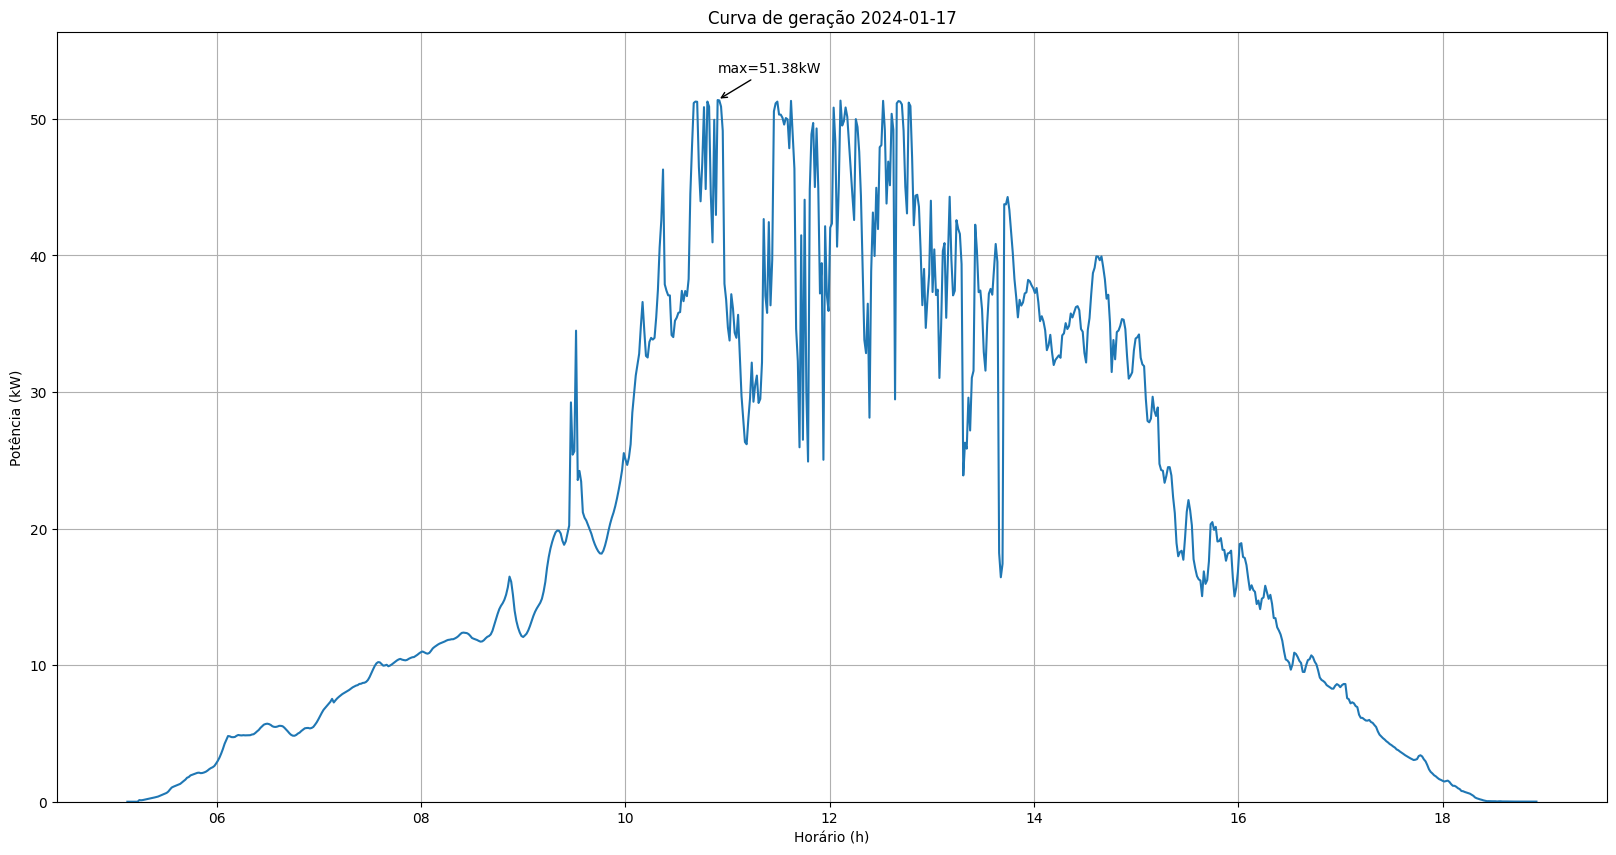 Curva de geração 2024-01-17
max=51.38kW
Potência (kW)
50
40
30
20
10
0
06 08 10 12 14 16 18
Horário (h)